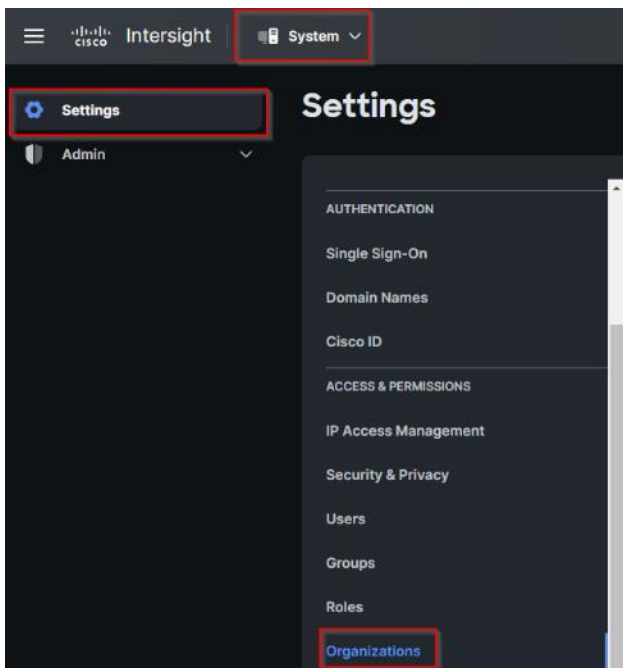 cisco Intersight System
Settings
Settings
Admin
AUTHENTICATION
Single Sign-On
Domain Names
Cisco ID
ACCESS & PERMISSIONS
IP Access Management
Security & Privacy
Users
Groups
Roles
Organizations